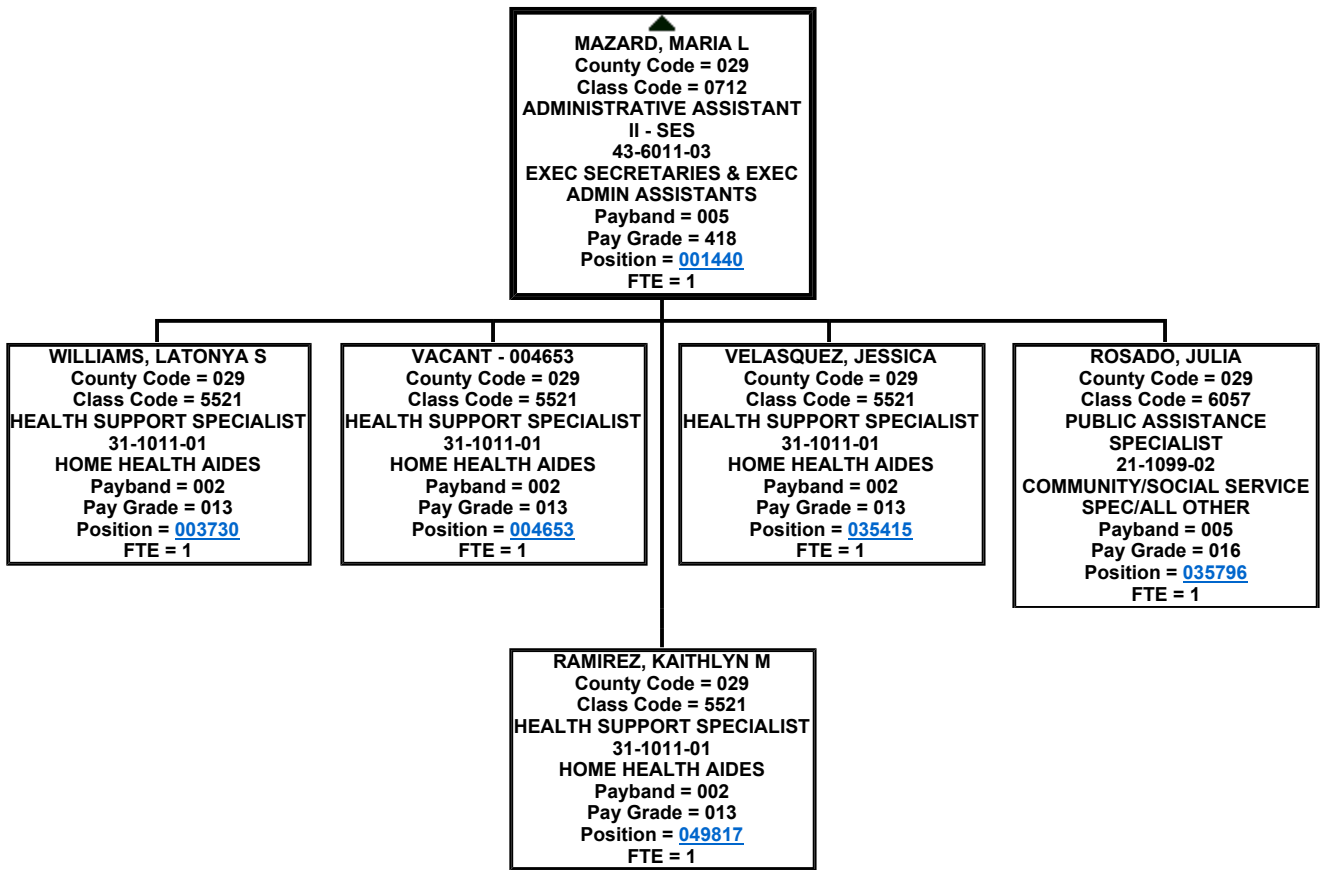 MAZARD, MARIA L
County Code = 029
Class Code = 0712
ADMINISTRATIVE ASSISTANT
II - SES
43-6011-03
EXEC SECRETARIES & EXEC
ADMIN ASSISTANTS
Payband = 005
Pay Grade = 418
Position = 001440
FTE = 1
WILLIAMS, LATONYA S
County Code = 029
Class Code = 5521
HEALTH SUPPORT SPECIALIST
31-1011-01
HOME HEALTH AIDES
Payband = 002
Pay Grade = 013
Position = 003730
FTE = 1
VACANT - 004653
County Code = 029
Class Code = 5521
HEALTH SUPPORT SPECIALIST
31-1011-01
HOME HEALTH AIDES
Payband = 002
Pay Grade = 013
Position = 004653
FTE = 1
VELASQUEZ, JESSICA
County Code = 029
Class Code = 5521
HEALTH SUPPORT SPECIALIST
31-1011-01
HOME HEALTH AIDES
Payband = 002
Pay Grade = 013
Position = 035415
FTE = 1
ROSADO, JULIA
County Code = 029
Class Code = 6057
PUBLIC ASSISTANCE
SPECIALIST
21-1099-02
COMMUNITY/SOCIAL SERVICE
SPEC/ALL OTHER
Payband = 005
Pay Grade = 016
Position = 035796
FTE = 1
RAMIREZ, KAITHLYN M
County Code = 029
Class Code = 5521
HEALTH SUPPORT SPECIALIST
31-1011-01
HOME HEALTH AIDES
Payband = 002
Pay Grade = 013
Position = 049817
FTE = 1